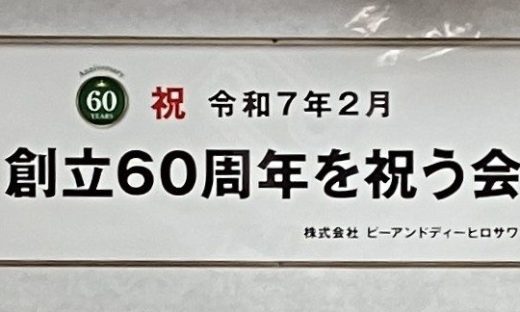 Anniversary
60
YEARS
祝 令和7年2月
創立60周年を祝う会
株式会社 ビーアンドディーヒロサワ